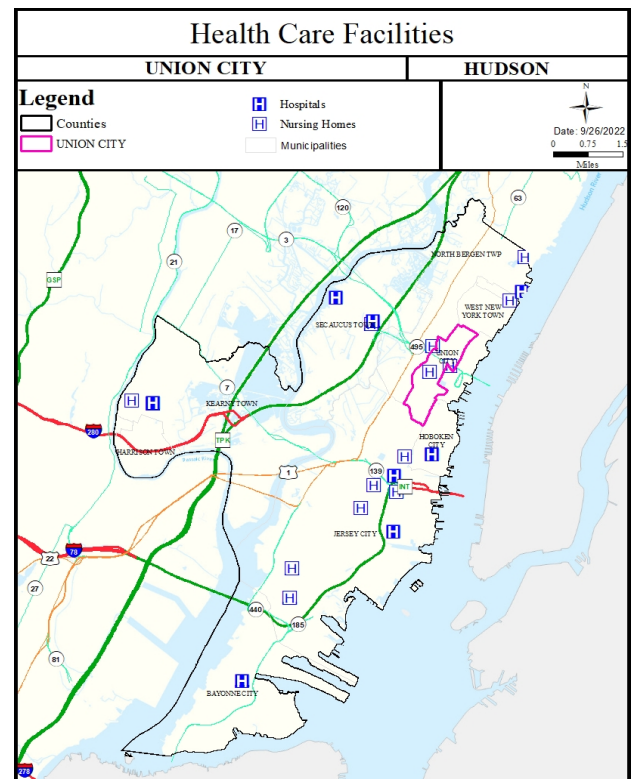 Health Care Facilities
UNION CITY
HUDSON
Legend
Counties
UNION CITY
H Hospitals
H Nursing Homes
Municipalities
N
Date: 9/26/2022
0 0.75 1.5
Miles
63
120
17
3
21
Hudson River
NORTH BERGEN TWP
GSP
WEST NEW
YORK TOWN
SECAUCUS TOWN
495
UNION
CITY
7
KEARNY TOWN
280
TPK
HARRISON TOWN
HOBOKEN
CITY
1
139
INT
JERSEY CITY
78
22
27
440
185
81
BAYONNE CITY
278